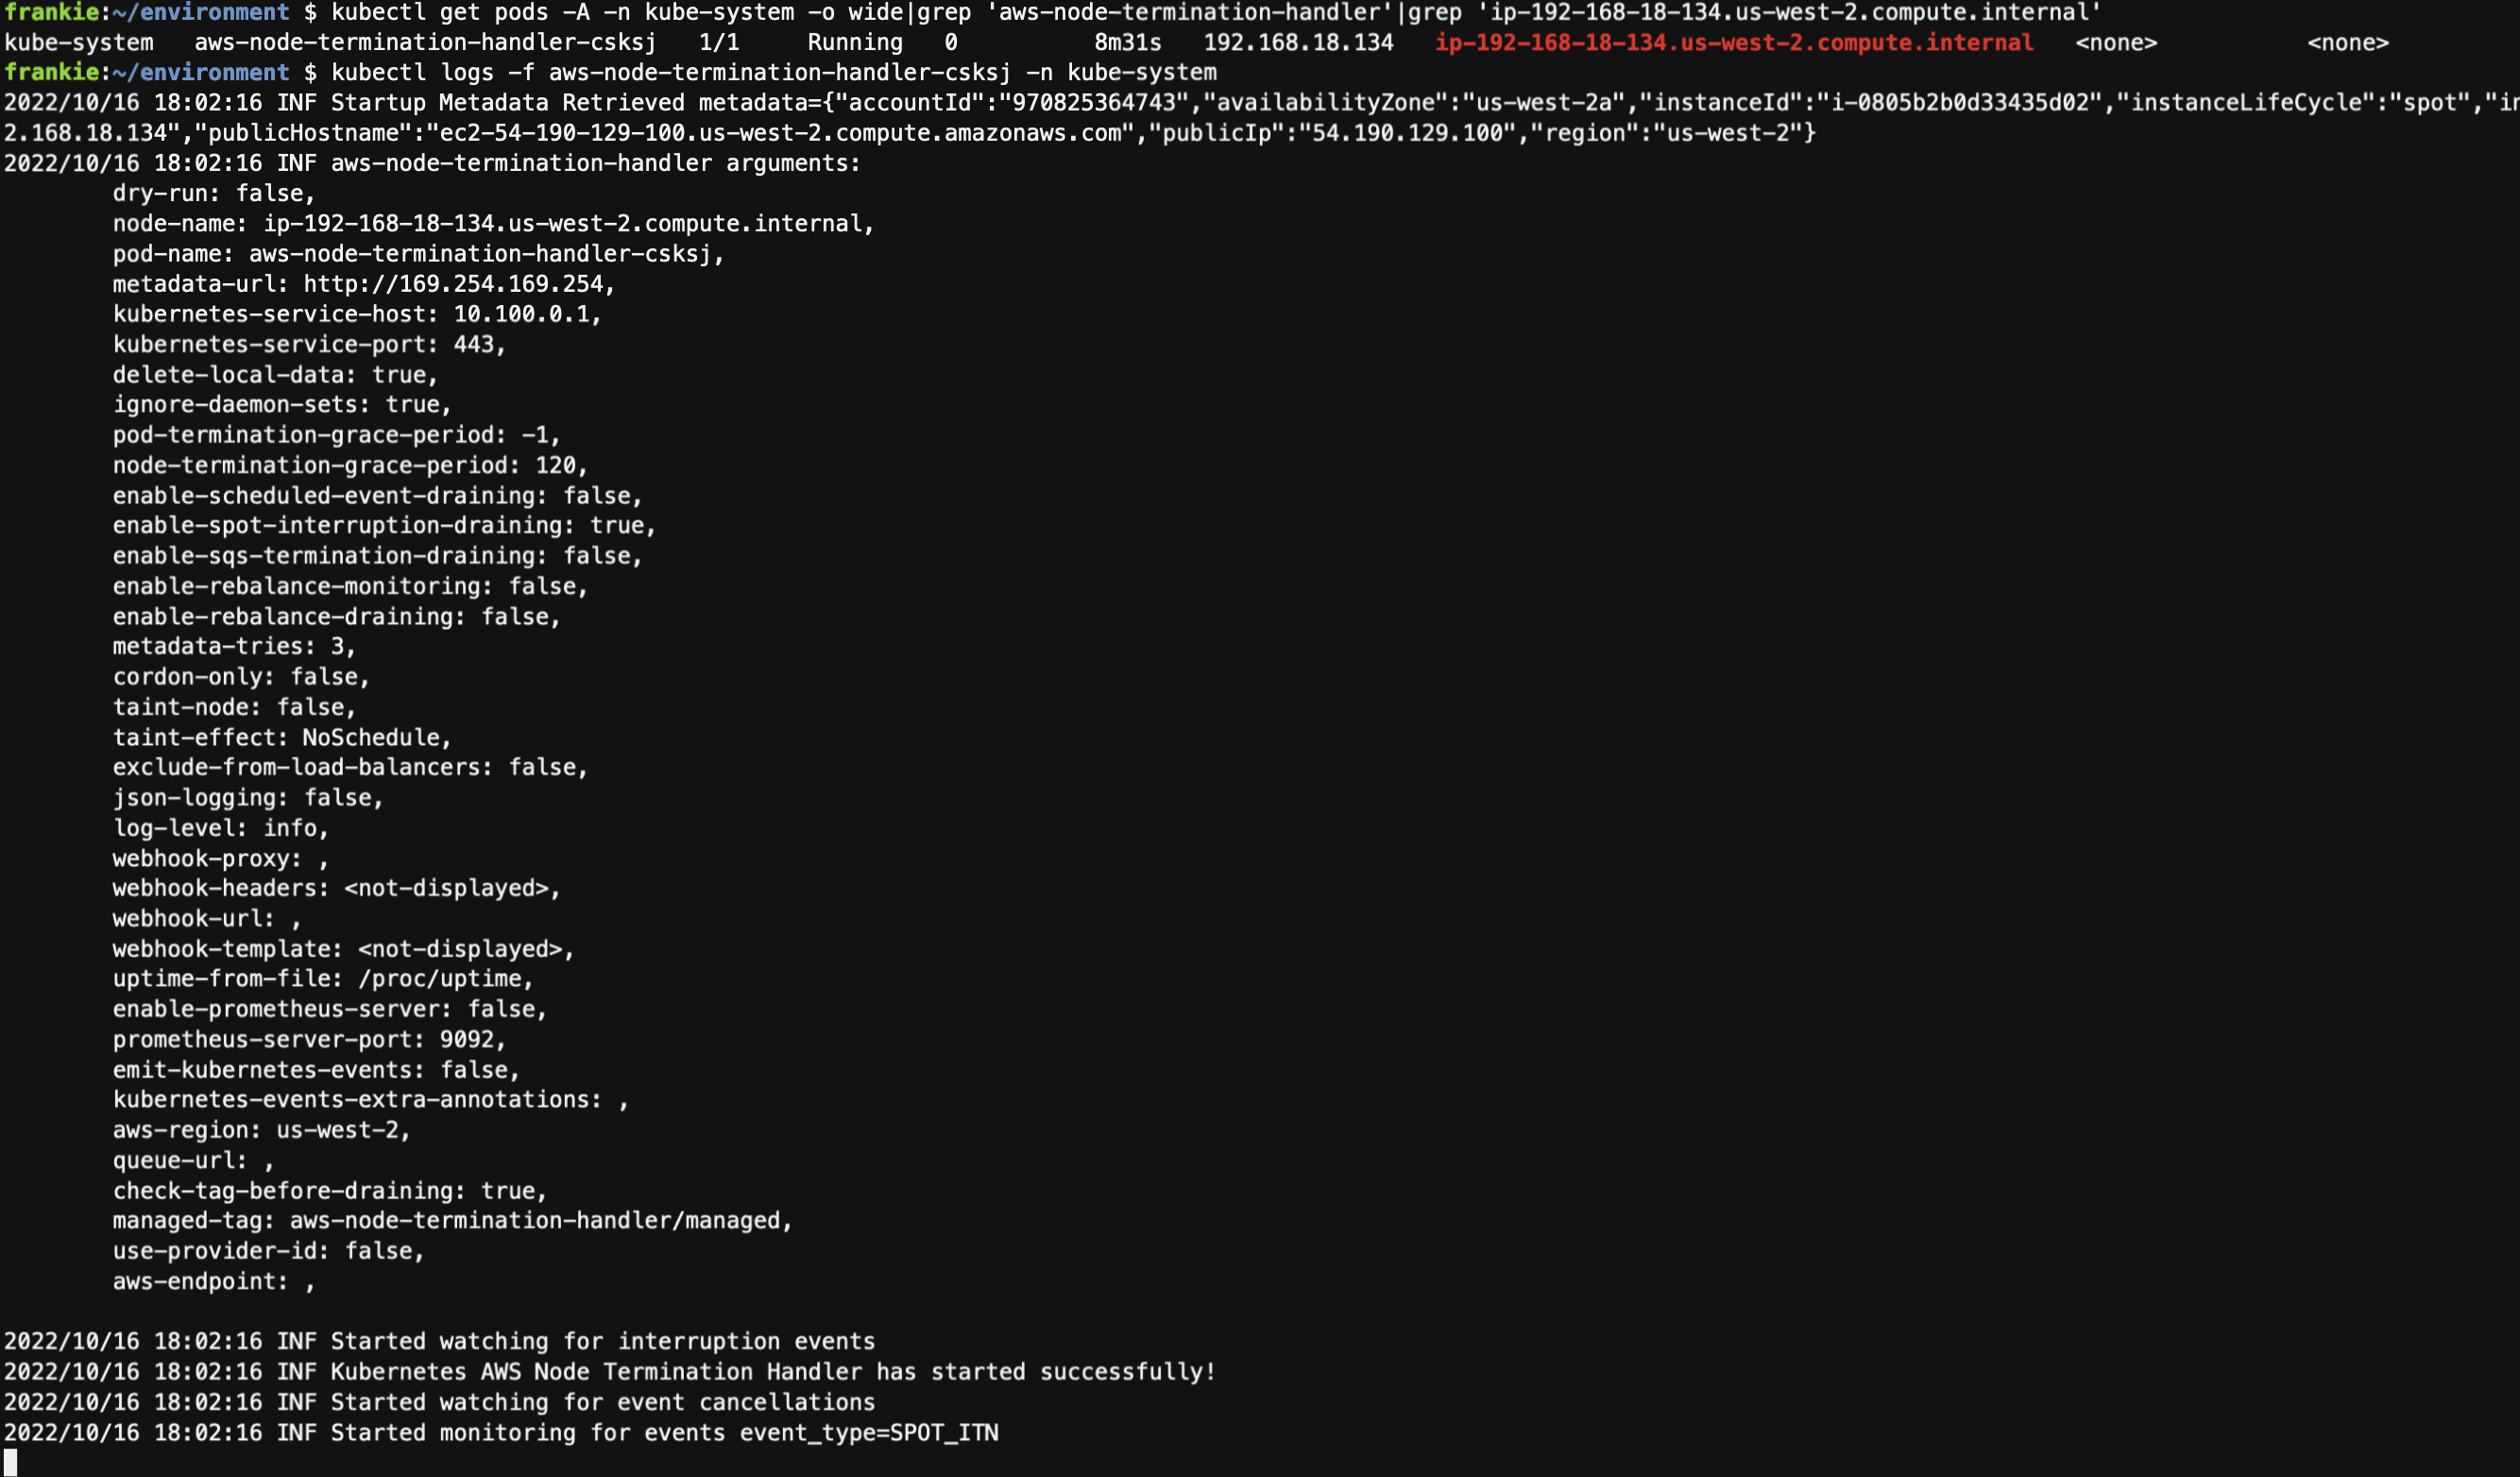 frankie:~/environment $ kubectl get pods -A -n kube-system -o wide|grep 'aws-node-termination-handler'|grep 'ip-192-168-18-134.us-west-2.compute.internal'
kube-system   aws-node-termination-handler-csksj   1/1     Running   0          8m31s   192.168.18.134   ip-192-168-18-134.us-west-2.compute.internal   <none>           <none>
frankie:~/environment $ kubectl logs -f aws-node-termination-handler-csksj -n kube-system
2022/10/16 18:02:16 INF Startup Metadata Retrieved metadata={"accountId":"970825364743","availabilityZone":"us-west-2a","instanceId":"i-0805b2b0d33435d02","instanceLifeCycle":"spot","in
2.168.18.134","publicHostname":"ec2-54-190-129-100.us-west-2.compute.amazonaws.com","publicIp":"54.190.129.100","region":"us-west-2"}
2022/10/16 18:02:16 INF aws-node-termination-handler arguments:
        dry-run: false,
        node-name: ip-192-168-18-134.us-west-2.compute.internal,
        pod-name: aws-node-termination-handler-csksj,
        metadata-url: http://169.254.169.254,
        kubernetes-service-host: 10.100.0.1,
        kubernetes-service-port: 443,
        delete-local-data: true,
        ignore-daemon-sets: true,
        pod-termination-grace-period: -1,
        node-termination-grace-period: 120,
        enable-scheduled-event-draining: false,
        enable-spot-interruption-draining: true,
        enable-sqs-termination-draining: false,
        enable-rebalance-monitoring: false,
        enable-rebalance-draining: false,
        metadata-tries: 3,
        cordon-only: false,
        taint-node: false,
        taint-effect: NoSchedule,
        exclude-from-load-balancers: false,
        json-logging: false,
        log-level: info,
        webhook-proxy: ,
        webhook-headers: <not-displayed>,
        webhook-url: ,
        webhook-template: <not-displayed>,
        uptime-from-file: /proc/uptime,
        enable-prometheus-server: false,
        prometheus-server-port: 9092,
        emit-kubernetes-events: false,
        kubernetes-events-extra-annotations: ,
        aws-region: us-west-2,
        queue-url: ,
        check-tag-before-draining: true,
        managed-tag: aws-node-termination-handler/managed,
        use-provider-id: false,
        aws-endpoint: ,
2022/10/16 18:02:16 INF Started watching for interruption events
2022/10/16 18:02:16 INF Kubernetes AWS Node Termination Handler has started successfully!
2022/10/16 18:02:16 INF Started watching for event cancellations
2022/10/16 18:02:16 INF Started monitoring for events event_type=SPOT_ITN